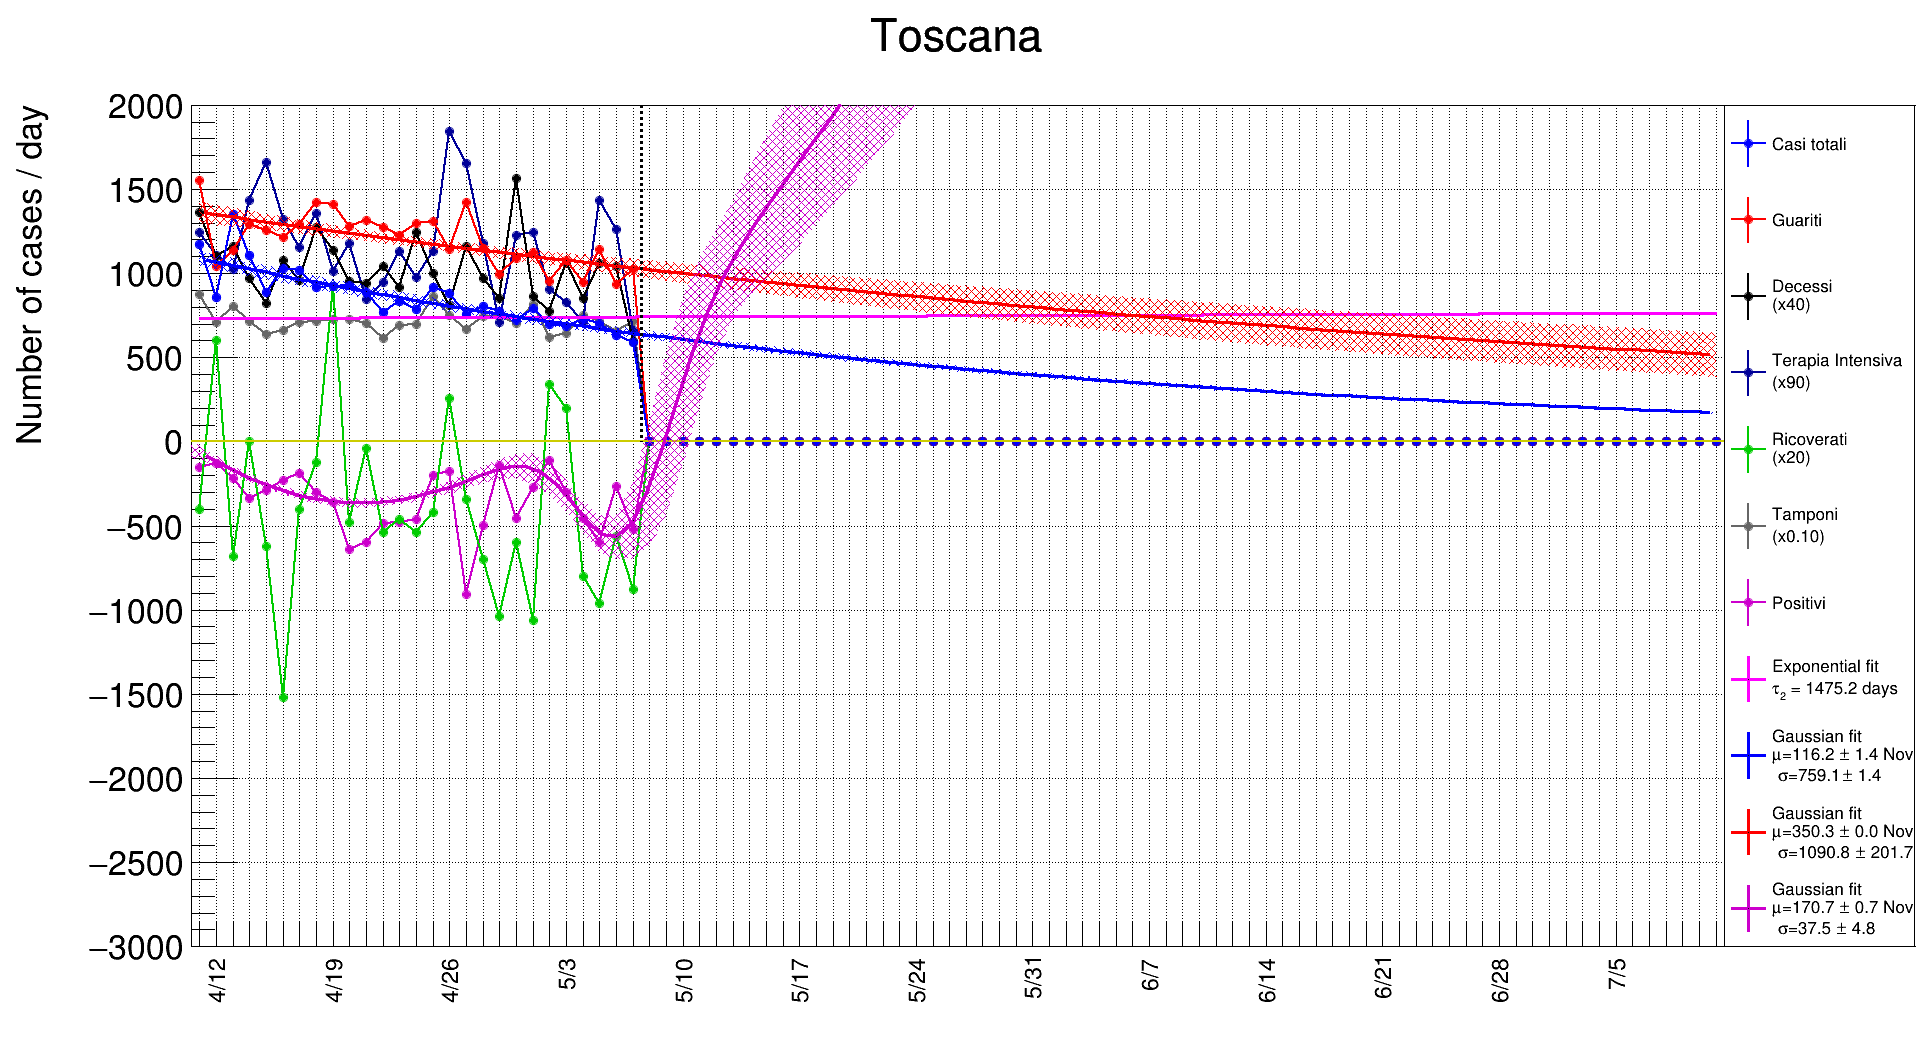 Toscana
Number of cases / day
2000
1500
1000
500
0
−500
−1000
−1500
−2000
−2500
−3000
4/12
4/19
4/26
5/3
5/10
5/17
5/24
5/31
6/7
6/14
6/21
6/28
7/5
Casi totali
Guariti
Decessi
(x40)
Terapia Intensiva
(x90)
Ricoverati
(x20)
Tamponi
(x0.10)
Positivi
Exponential fit
τ2 = 1475.2 days
Gaussian fit
μ=116.2 ± 1.4 Nov
σ=759.1 ± 1.4
Gaussian fit
μ=350.3 ± 0.0 Nov
σ=1090.8 ± 201.7
Gaussian fit
μ=170.7 ± 0.7 Nov
σ=37.5 ± 4.8